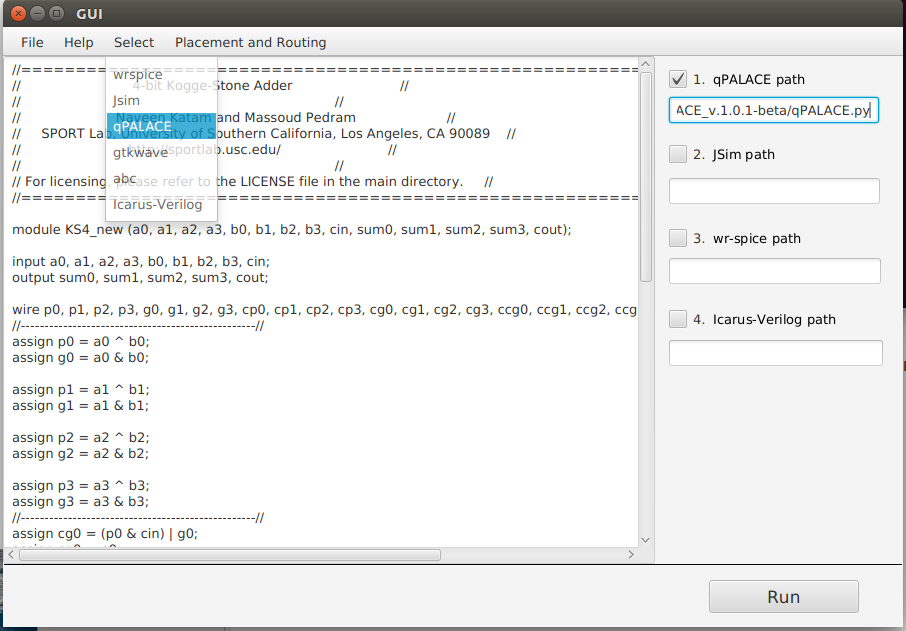 GUI
File Help Select Placement and Routing
wrspice
Jsim
qPALACE
gtkwave
abc
Icarus-Verilog
//==========================================================================
// 4-bit Kogge-Stone Adder //
// //
// Naveen Katam and Massoud Pedram //
// SPORT Lab, University of Southern California, Los Angeles, CA 90089 //
// http://sportlab.usc.edu/ //
// //
// For licensing, please refer to the LICENSE file in the main directory. //
//==========================================================================
module KS4_new (a0, a1, a2, a3, b0, b1, b2, b3, cin, sum0, sum1, sum2, sum3, cout);
input a0, a1, a2, a3, b0, b1, b2, b3, cin;
output sum0, sum1, sum2, sum3, cout;
wire p0, p1, p2, p3, g0, g1, g2, g3, cp0, cp1, cp2, cp3, cg0, cg1, cg2, cg3, ccg0, ccg1, ccg2, ccg
//-------------------------------------------------//
assign p0 = a0 ^ b0;
assign g0 = a0 & b0;
assign p1 = a1 ^ b1;
assign g1 = a1 & b1;
assign p2 = a2 ^ b2;
assign g2 = a2 & b2;
assign p3 = a3 ^ b3;
assign g3 = a3 & b3;
//-------------------------------------------------//
assign cg0 = (p0 & cin) | g0;
1. qPALACE path
ACE_v.1.0.1-beta/qPALACE.py
2. JSim path
3. wr-spice path
4. Icarus-Verilog path
Run